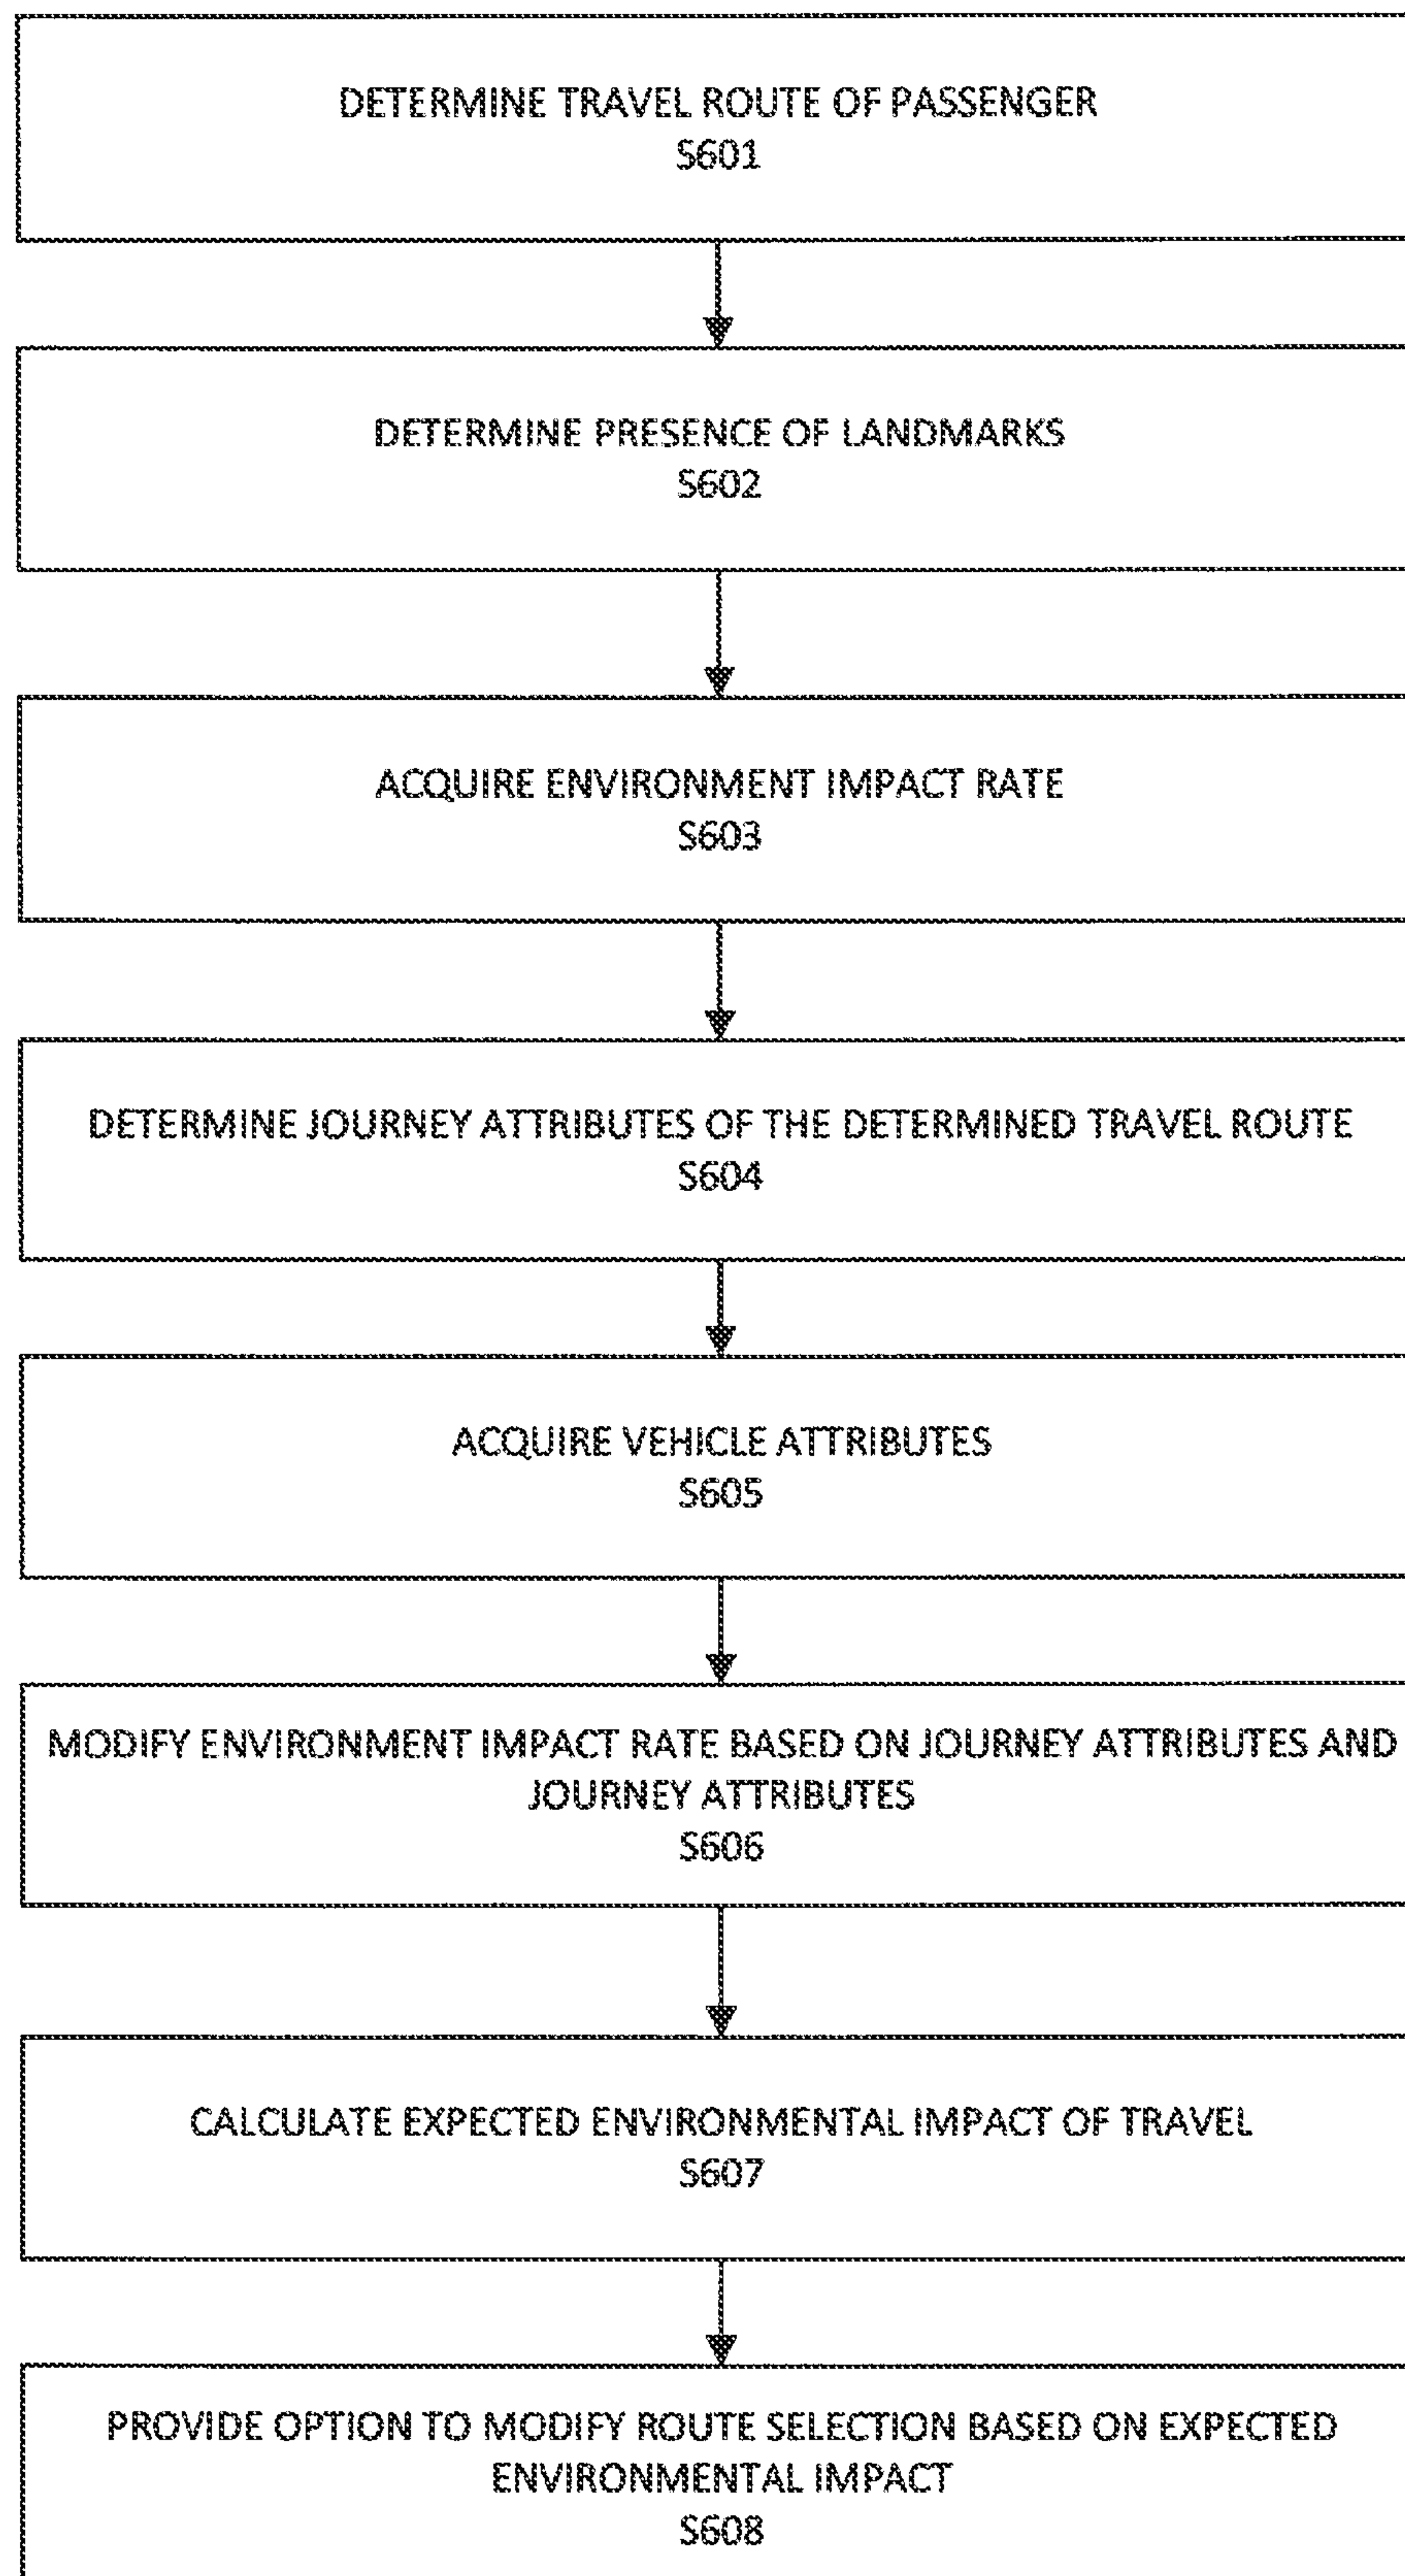 DETERMINE TRAVEL ROUTE OF PASSENGER
S601
DETERMINE PRESENCE OF LANDMARKS
S602
ACQUIRE ENVIRONMENT IMPACT RATE
S603
DETERMINE JOURNEY ATTRIBUTES OF THE DETERMINED TRAVEL ROUTE
S604
ACQUIRE VEHICLE ATTRIBUTES
S605
MODIFY ENVIRONMENT IMPACT RATE BASED ON JOURNEY ATTRIBUTES AND
JOURNEY ATTRIBUTES
S606
CALCULATE EXPECTED ENVIRONMENTAL IMPACT OF TRAVEL
S607
PROVIDE OPTION TO MODIFY ROUTE SELECTION BASED ON EXPECTED
ENVIRONMENTAL IMPACT
S608